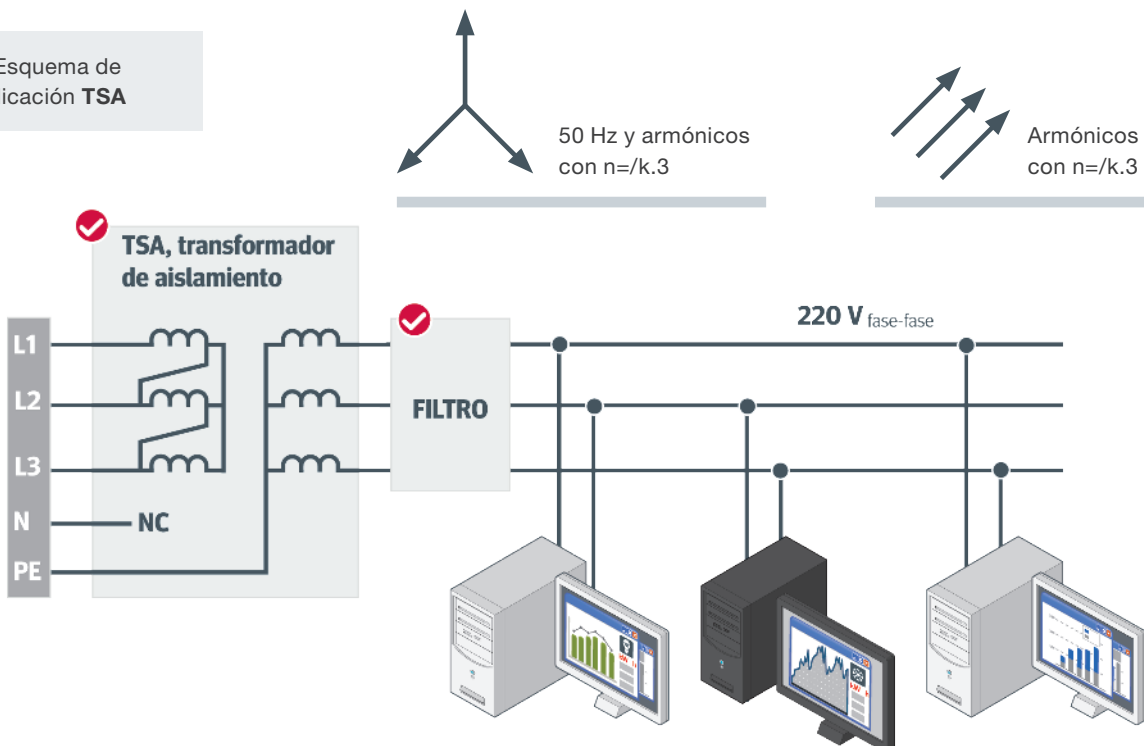 Esquema de
licación TSA
50 Hz y armónicos
con n=/k.3
Armónicos
con n=/k.3
TSA, transformador
de aislamiento
220 V fase-fase
L1
L2
FILTRO
L3
N
NC
PE